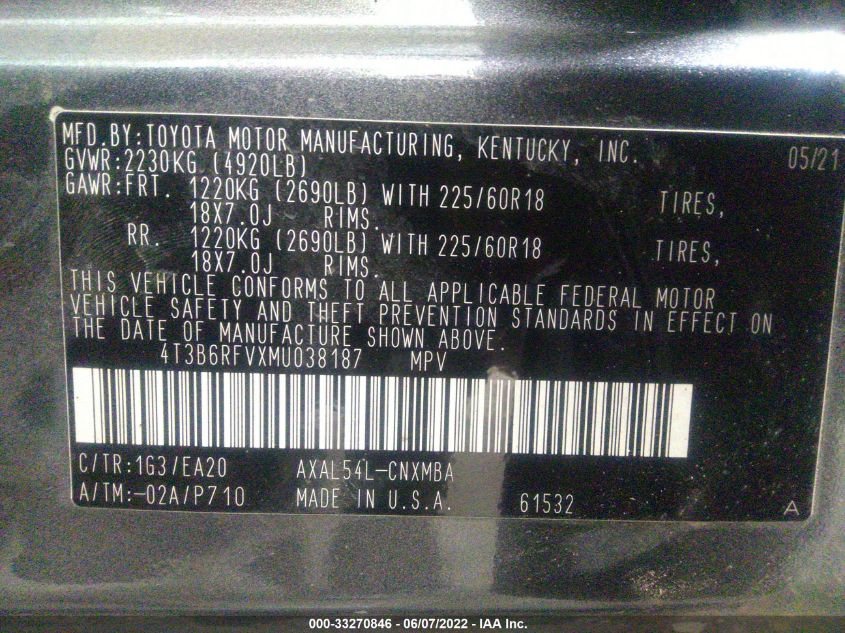 MFD.BY:TOYOTA MOTOR MANUFACTURING, KENTUCKY, INC. 05/21
GVWR:2230KG (4920LB)
GAWR:FRT. 1220KG (2690LB) WITH 225/60R18 TIRES,
18X7.0J RIMS.
RR. 1220KG (2690LB) WITH 225/60R18 TIRES,
18X7.0J RIMS.
THIS VEHICLE CONFORMS TO ALL APPLICABLE FEDERAL MOTOR
VEHICLE SAFETY AND THEFT PREVENTION STANDARDS IN EFFECT ON
THE DATE OF MANUFACTURE SHOWN ABOVE.
4T3B6RFVXMU038187 MPV
C/TR:1G3/EA20 AXAL54L-CNXMBA
A/TM:-02A/P710 MADE IN U.S.A. 61532 A
000-33270846 - 06/07/2022 - IAA Inc.